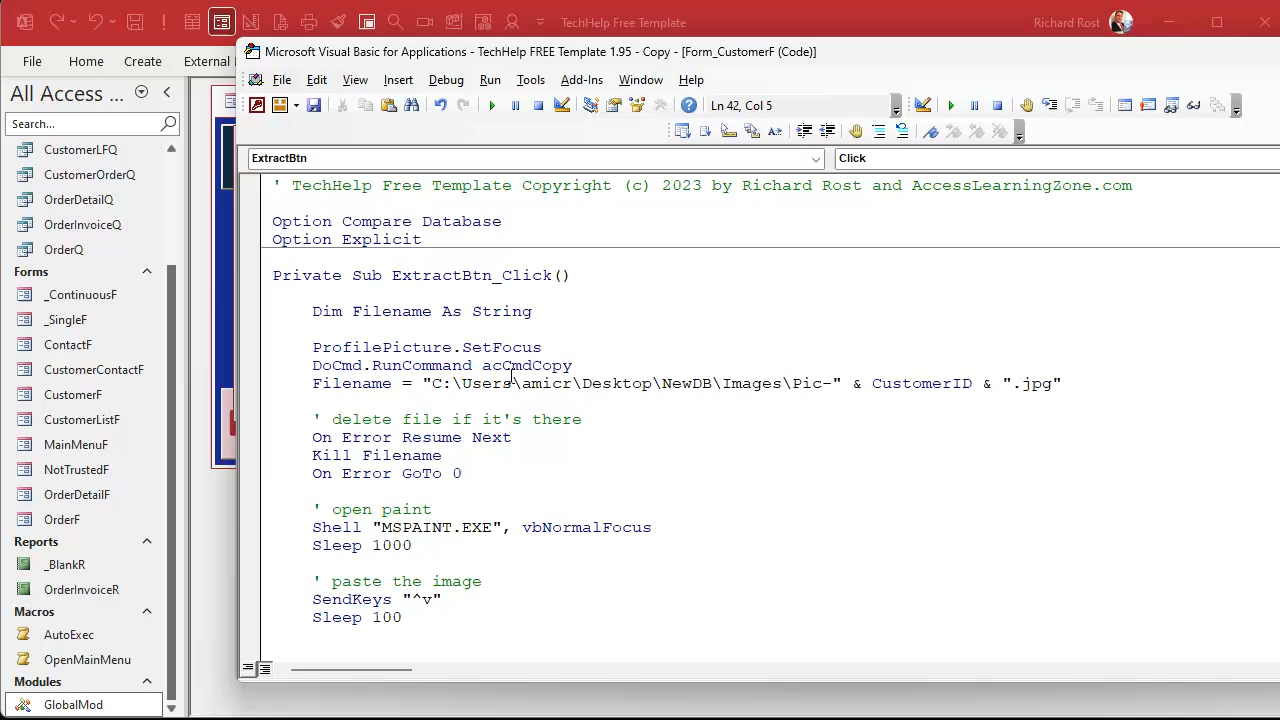 TechHelp Free Template
Richard Rost
File
Home
Create
External
Microsoft Visual Basic for Applications - TechHelp FREE Template 1.95 - Copy - [Form_CustomerF (Code)]
File Edit View Insert Format Debug Run Tools Add-Ins Window Help
Ln 42, Col 5
All Access ...
Search...
CustomerLFQ
CustomerOrderQ
OrderDetailQ
OrderInvoiceQ
OrderQ
Forms
_ContinuousF
_SingleF
ContactF
CustomerContactF
CustomerF
CustomerListF
MainMenuF
NotTrustedF
OrderDetailF
OrderF
Reports
_BlankR
OrderInvoiceR
Macros
AutoExec
OpenMainMenu
Modules
GlobalMod
ExtractBtn
Click
' TechHelp Free Template Copyright (c) 2023 by Richard Rost and AccessLearningZone.com
Option Compare Database
Option Explicit
Private Sub ExtractBtn_Click()
Dim Filename As String
ProfilePicture.SetFocus
DoCmd.RunCommand acCmdCopy
Filename = "C:\Users\amicr\Desktop\NewDB\Images\Pic-" & CustomerID & ".jpg"
' delete file if it's there
On Error Resume Next
Kill Filename
On Error GoTo 0
' open paint
Shell "MSPAINT.EXE", vbNormalFocus
Sleep 1000
' paste the image
SendKeys "^v"
Sleep 100